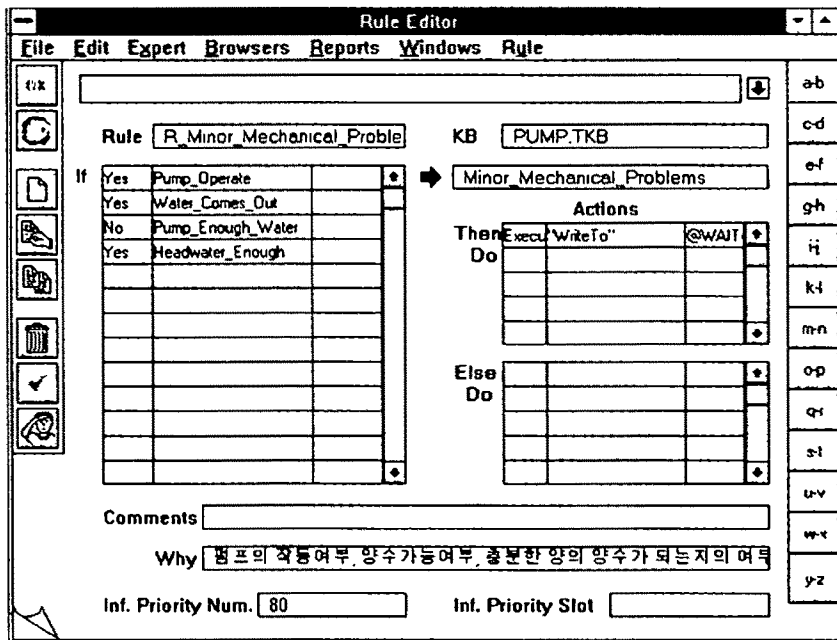 Rule Editor
File Edit Expert Browsers Reports Windows Rule
Rule R_Minor_Mechanical_Proble KB PUMP.TKB
If Yes Pump_Operate
Yes Water_Comes_Out
No Pump_Enough_Water
Yes Headwater_Enough
Minor_Mechanical_Problems
Actions
Then Do Execu "WriteTo" @WAIT
Else Do
Comments
Why 펌프의 작동여부, 양수가능여부, 충분한 양의 양수가 되는지의 여부
Inf. Priority Num. 80 Inf. Priority Slot
a-b
c-d
e-f
g-h
i-j
k-l
m-n
o-p
q-r
s-t
u-v
w-x
y-z